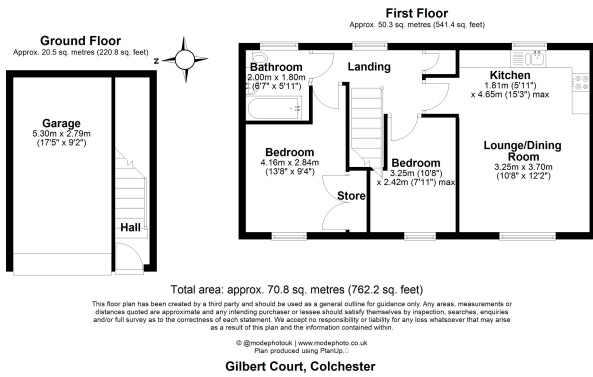 Ground Floor
Approx. 20.5 sq. metres (220.8 sq. feet)
First Floor
Approx. 50.3 sq. metres (541.4 sq. feet)
Z
Bathroom
2.00m x 1.80m
(6'7" x 5'11")
Landing
Kitchen
1.81m (5'11")
x 4.65m (15'3") max
Garage
5.30m x 2.79m
(17'5" x 9'2")
Bedroom
4.16m x 2.84m
(13'8" x 9'4")
Bedroom
3.25m (10'8")
x 2.42m (7'11") max
Lounge/Dining
Room
3.25m x 3.70m
(10'8" x 12'2")
Store
Hall
Total area: approx. 70.8 sq. metres (762.2 sq. feet)
This floor plan has been created by a third party and should be used as a general outline for guidance only. Any areas, measurements or
distances quoted are approximate and any intending purchaser or lessee should satisfy themselves by inspection, searches, enquiries
and/or full survey as to the correctness of each statement. We accept no responsibility or liability for any loss whatsoever that may arise
as a result of this plan and the information contained within.
© @modephotouk | www.modephoto.co.uk
Plan produced using PlanUp.
Gilbert Court, Colchester